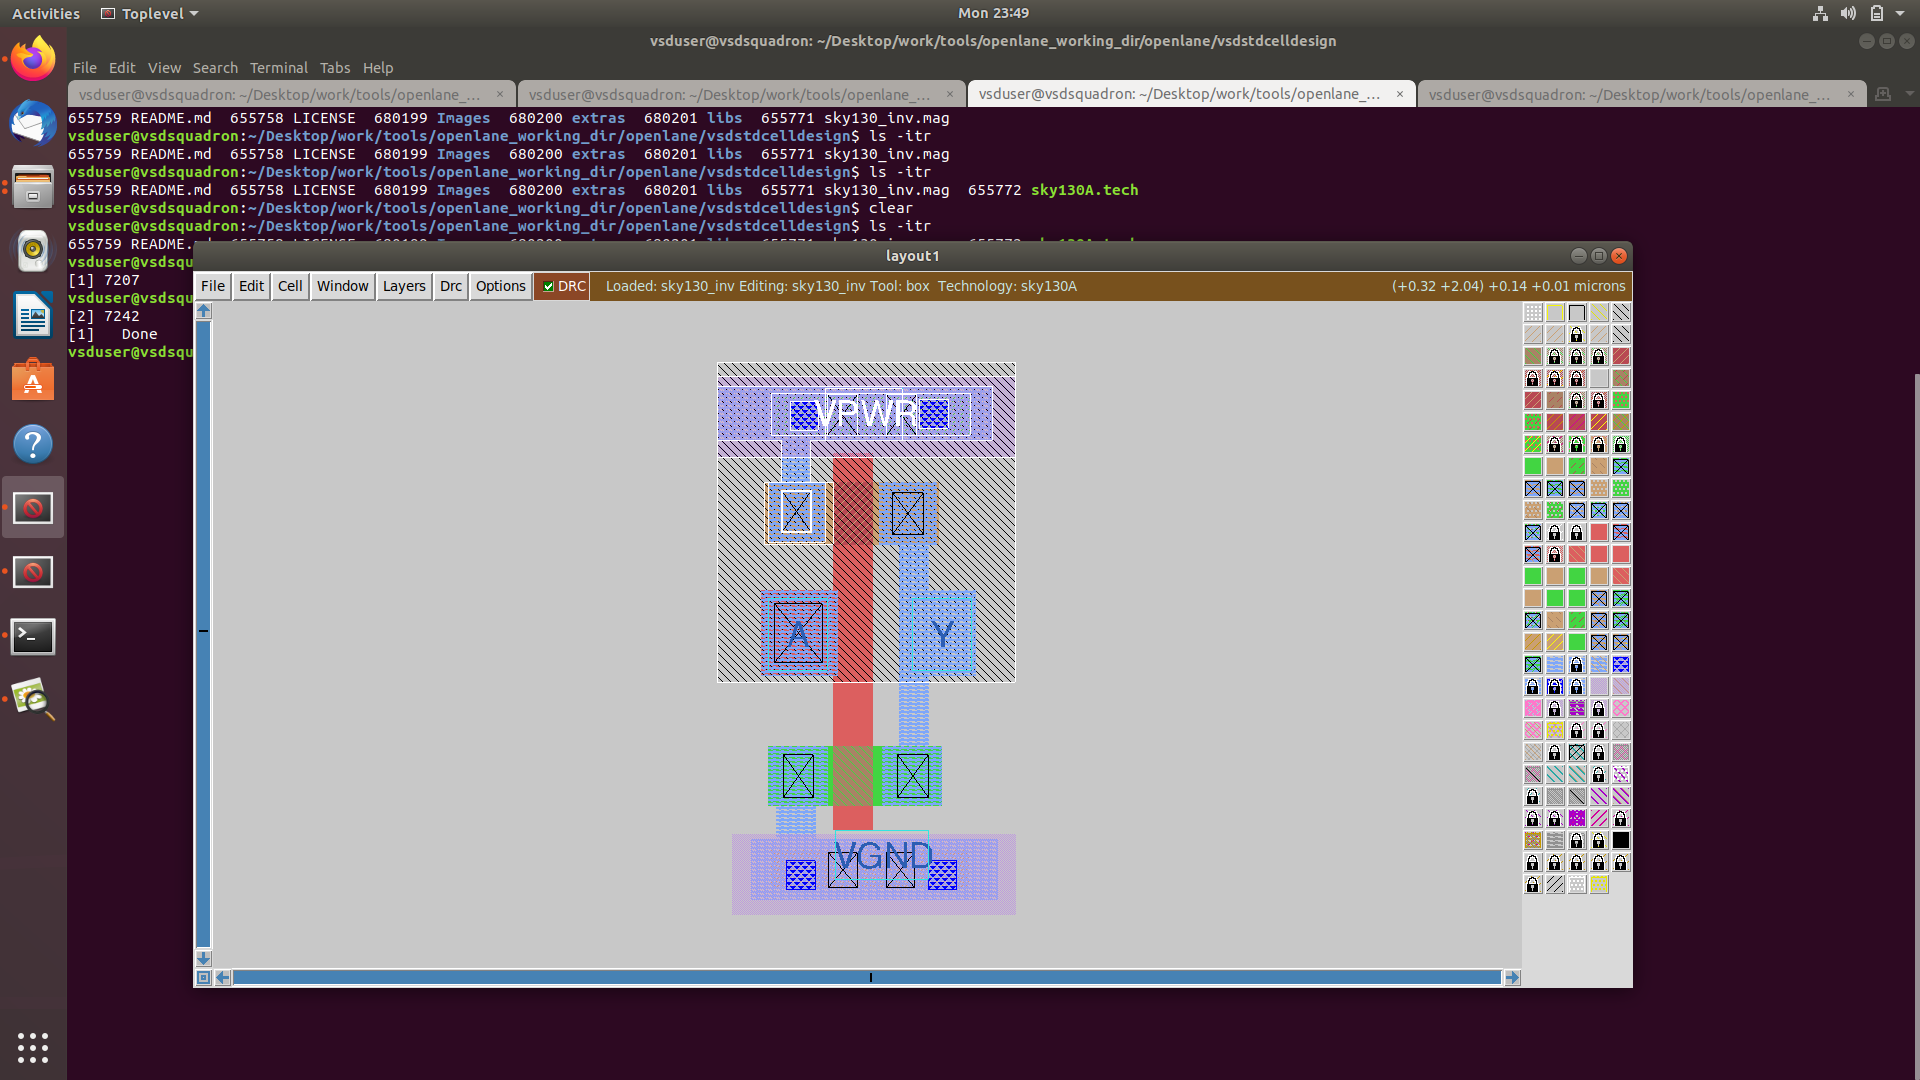 Activities Toplevel Mon 23:49
vsduser@vsdsquadron: ~/Desktop/work/tools/openlane_working_dir/openlane/vsdstdcelldesign
File Edit View Search Terminal Tabs Help
vsduser@vsdsquadron: ~/Desktop/work/tools/openlane_... × vsduser@vsdsquadron: ~/Desktop/work/tools/openlane_... × vsduser@vsdsquadron: ~/Desktop/work/tools/openlane_... × vsduser@vsdsquadron: ~/Desktop/work/tools/openlane_... ×
655759 README.md 655758 LICENSE 680199 Images 680200 extras 680201 libs 655771 sky130_inv.mag
vsduser@vsdsquadron:~/Desktop/work/tools/openlane_working_dir/openlane/vsdstdcelldesign$ ls -itr
655759 README.md 655758 LICENSE 680199 Images 680200 extras 680201 libs 655771 sky130_inv.mag
vsduser@vsdsquadron:~/Desktop/work/tools/openlane_working_dir/openlane/vsdstdcelldesign$ ls -itr
655759 README.md 655758 LICENSE 680199 Images 680200 extras 680201 libs 655771 sky130_inv.mag 655772 sky130A.tech
vsduser@vsdsquadron:~/Desktop/work/tools/openlane_working_dir/openlane/vsdstdcelldesign$ clear
vsduser@vsdsquadron:~/Desktop/work/tools/openlane_working_dir/openlane/vsdstdcelldesign$ ls -itr
655759 README.
vsduser@vsdsqu
[1] 7207
vsduser@vsdsqu
[2] 7242
[1] Done
vsduser@vsdsqu
layout1
File Edit Cell Window Layers Drc Options DRC Loaded: sky130_inv Editing: sky130_inv Tool: box Technology: sky130A (+0.32 +2.04) +0.14 +0.01 microns
VPWR
A Y
VGND